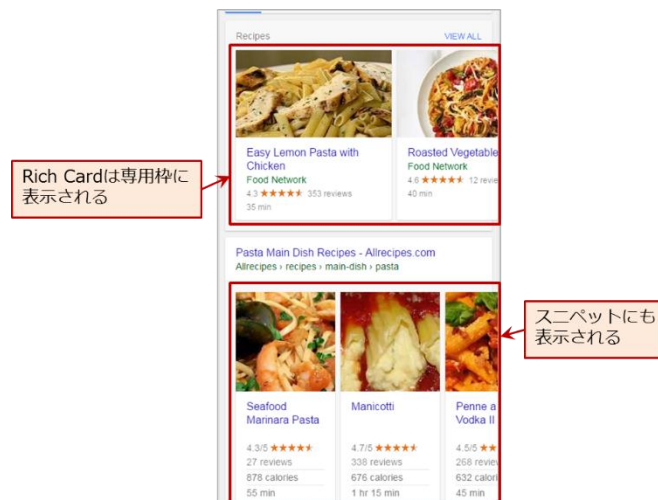 Recipes VIEW ALL
Easy Lemon Pasta with
Chicken
Food Network
4.3 ★★★★★ 353 reviews
35 min
Roasted Vegetable
Food Network
4.6 ★★★★★ 12 revie
40 min
Rich Cardは専用枠に
表示される
Pasta Main Dish Recipes - Allrecipes.com
Allrecipes › recipes › main-dish › pasta
スニペットにも
表示される
Seafood
Marinara Pasta
4.3/5 ★★★★★
27 reviews
878 calories
55 min
Manicotti
4.7/5 ★★★★★
338 reviews
676 calories
1 hr 15 min
Penne a
Vodka II
4.5/5 ★★
268 review
632 calori
45 min